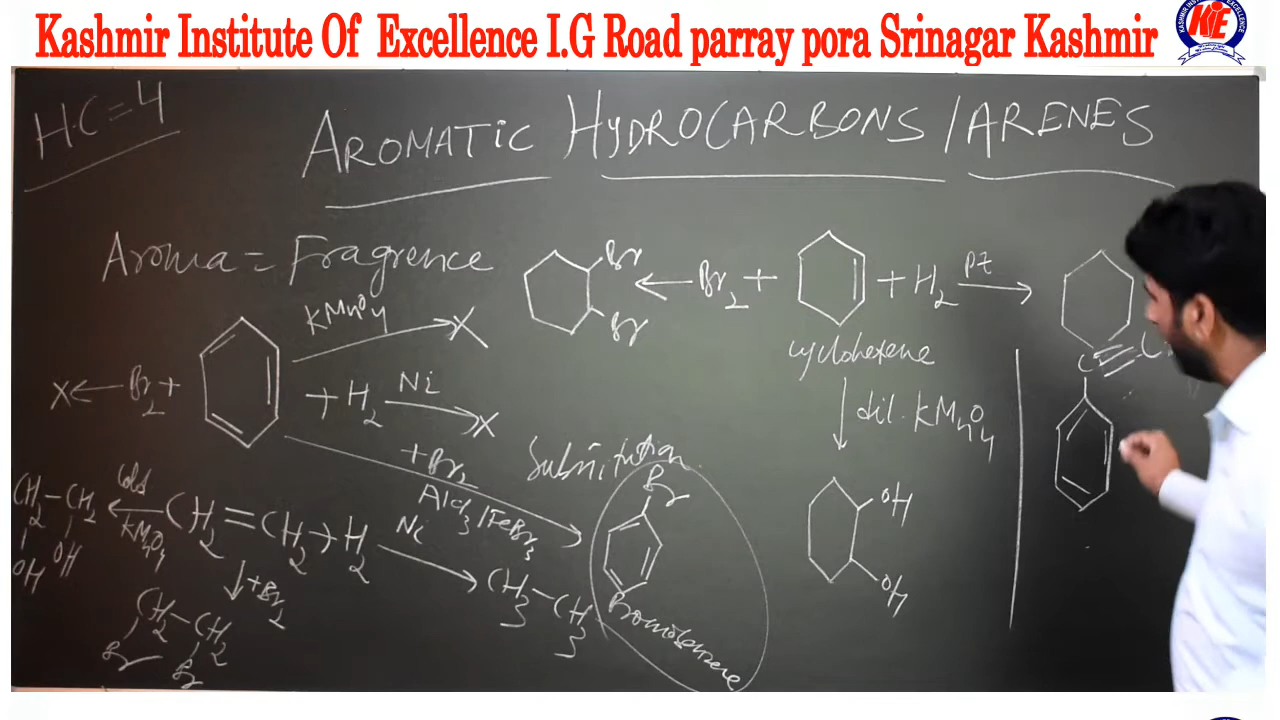 Kashmir Institute Of Excellence I.G Road parray pora Srinagar Kashmir
KIE
H.C=4
AROMATIC HYDROCARBONS / ARENES
Aroma = Fragrence
Br
Br
← Br2 +
+ H2 Pt →
KMnO4 X
cyclohexene
X ← Br2 +
+ H2 Ni → X
dil. KMnO4
Substitution
+Br2
AlCl3/FeBr3
Br
Bromobenzene
OH
OH
C≡C
CH2-CH2
OH OH
cold
KMnO4
CH2=CH2 + H2
Ni
CH3-CH3
+Br2
CH2-CH2
Br Br